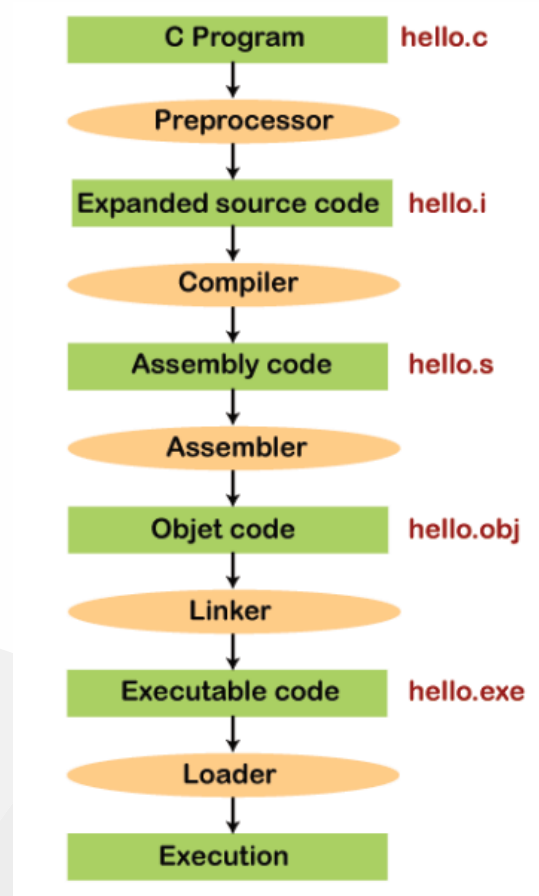 C Program hello.c
Preprocessor
Expanded source code hello.i
Compiler
Assembly code hello.s
Assembler
Objet code hello.obj
Linker
Executable code hello.exe
Loader
Execution